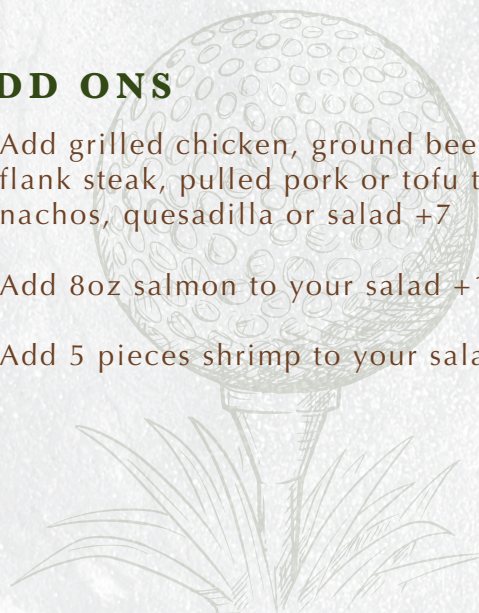 DD ONS
Add grilled chicken, ground bee
flank steak, pulled pork or tofu t
nachos, quesadilla or salad +7
Add 8oz salmon to your salad +1
Add 5 pieces shrimp to your sala